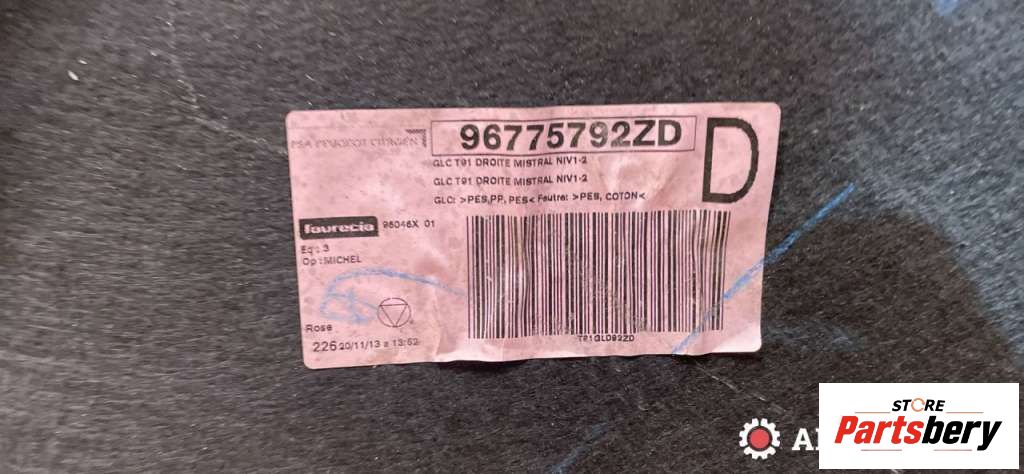 PSA PEUGEOT CITROËN
96775792ZD
D
GLC T91 DROITE MISTRAL NIV1-2
GLC T91 DROITE MISTRAL NIV1-2
GLC: >PES,PP, PES< Feutre: >PES, COTON<
faurecia 96046X 01
Eq : 3
Op : MICHEL
Rose
226 20/11/13 a 13:52
T91GLD92ZD
STORE
Partsbery